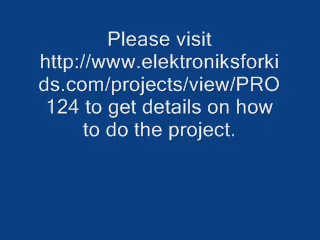 Please visit
http://www.elektroniksforki
ds.com/projects/view/PRO
124 to get details on how
to do the project.